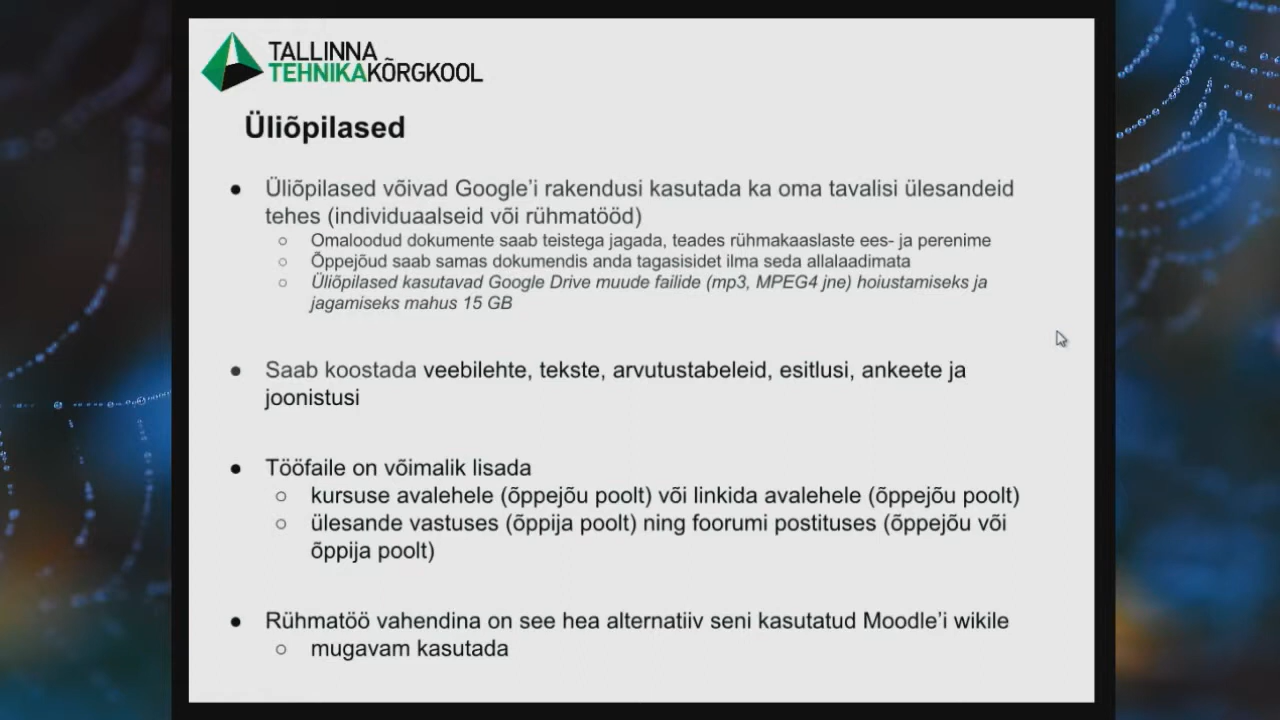 TALLINNA
TEHNIKAKÕRGKOOL
Üliõpilased
● Üliõpilased võivad Google’i rakendusi kasutada ka oma tavalisi ülesandeid
tehes (individuaalseid või rühmatööd)
○ Omaloodud dokumente saab teistega jagada, teades rühmakaaslaste ees- ja perenime
○ Õppejõud saab samas dokumendis anda tagasisidet ilma seda allalaadimata
○ Üliõpilased kasutavad Google Drive muude failide (mp3, MPEG4 jne) hoiustamiseks ja
jagamiseks mahus 15 GB
● Saab koostada veebilehte, tekste, arvutustabeleid, esitlusi, ankeete ja
joonistusi
● Tööfaile on võimalik lisada
○ kursuse avalehele (õppejõu poolt) või linkida avalehele (õppejõu poolt)
○ ülesande vastuses (õppija poolt) ning foorumi postituses (õppejõu või
õppija poolt)
● Rühmatöö vahendina on see hea alternatiiv seni kasutatud Moodle’i wikile
○ mugavam kasutada